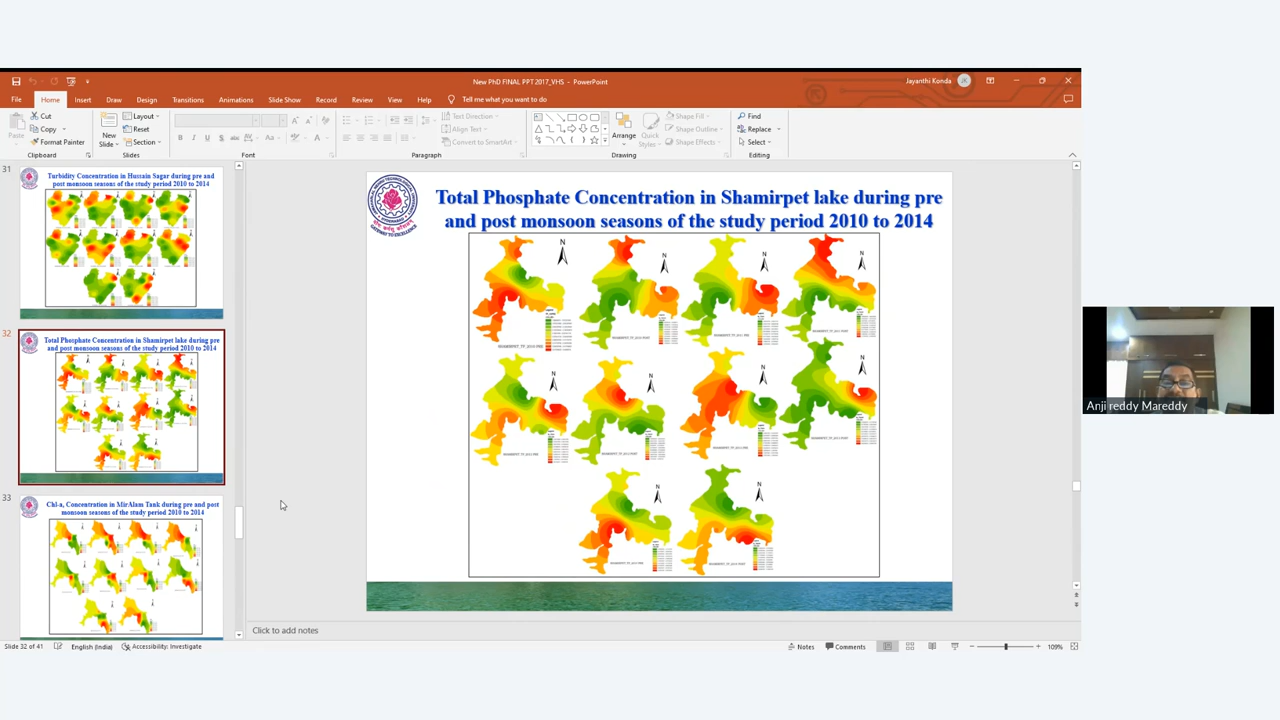 New PhD FINAL PPT 2017_VHS - PowerPoint
Jayanthi Konda
JK
File Home Insert Draw Design Transitions Animations Slide Show Record Review View Help Tell me what you want to do
Paste
Cut
Copy
Format Painter
Clipboard
New Slide
Layout
Reset
Section
Slides
Font
Text Direction
Align Text
Convert to SmartArt
Paragraph
Arrange
Quick Styles
Shape Fill
Shape Outline
Shape Effects
Drawing
Find
Replace
Select
Editing
31
Turbidity Concentration in Hussain Sagar during pre and
post monsoon seasons of the study period 2010 to 2014
32
Total Phosphate Concentration in Shamirpet lake during pre
and post monsoon seasons of the study period 2010 to 2014
33
Chl-a, Concentration in MirAlam Tank during pre and post
monsoon seasons of the study period 2010 to 2014
Total Phosphate Concentration in Shamirpet lake during pre
and post monsoon seasons of the study period 2010 to 2014
GATEWAY TO EXCELLENCE
N N N N
N N N N
N N
Click to add notes
Slide 32 of 41 English (India) Accessibility: Investigate Notes Comments 109%
Anji reddy Mareddy